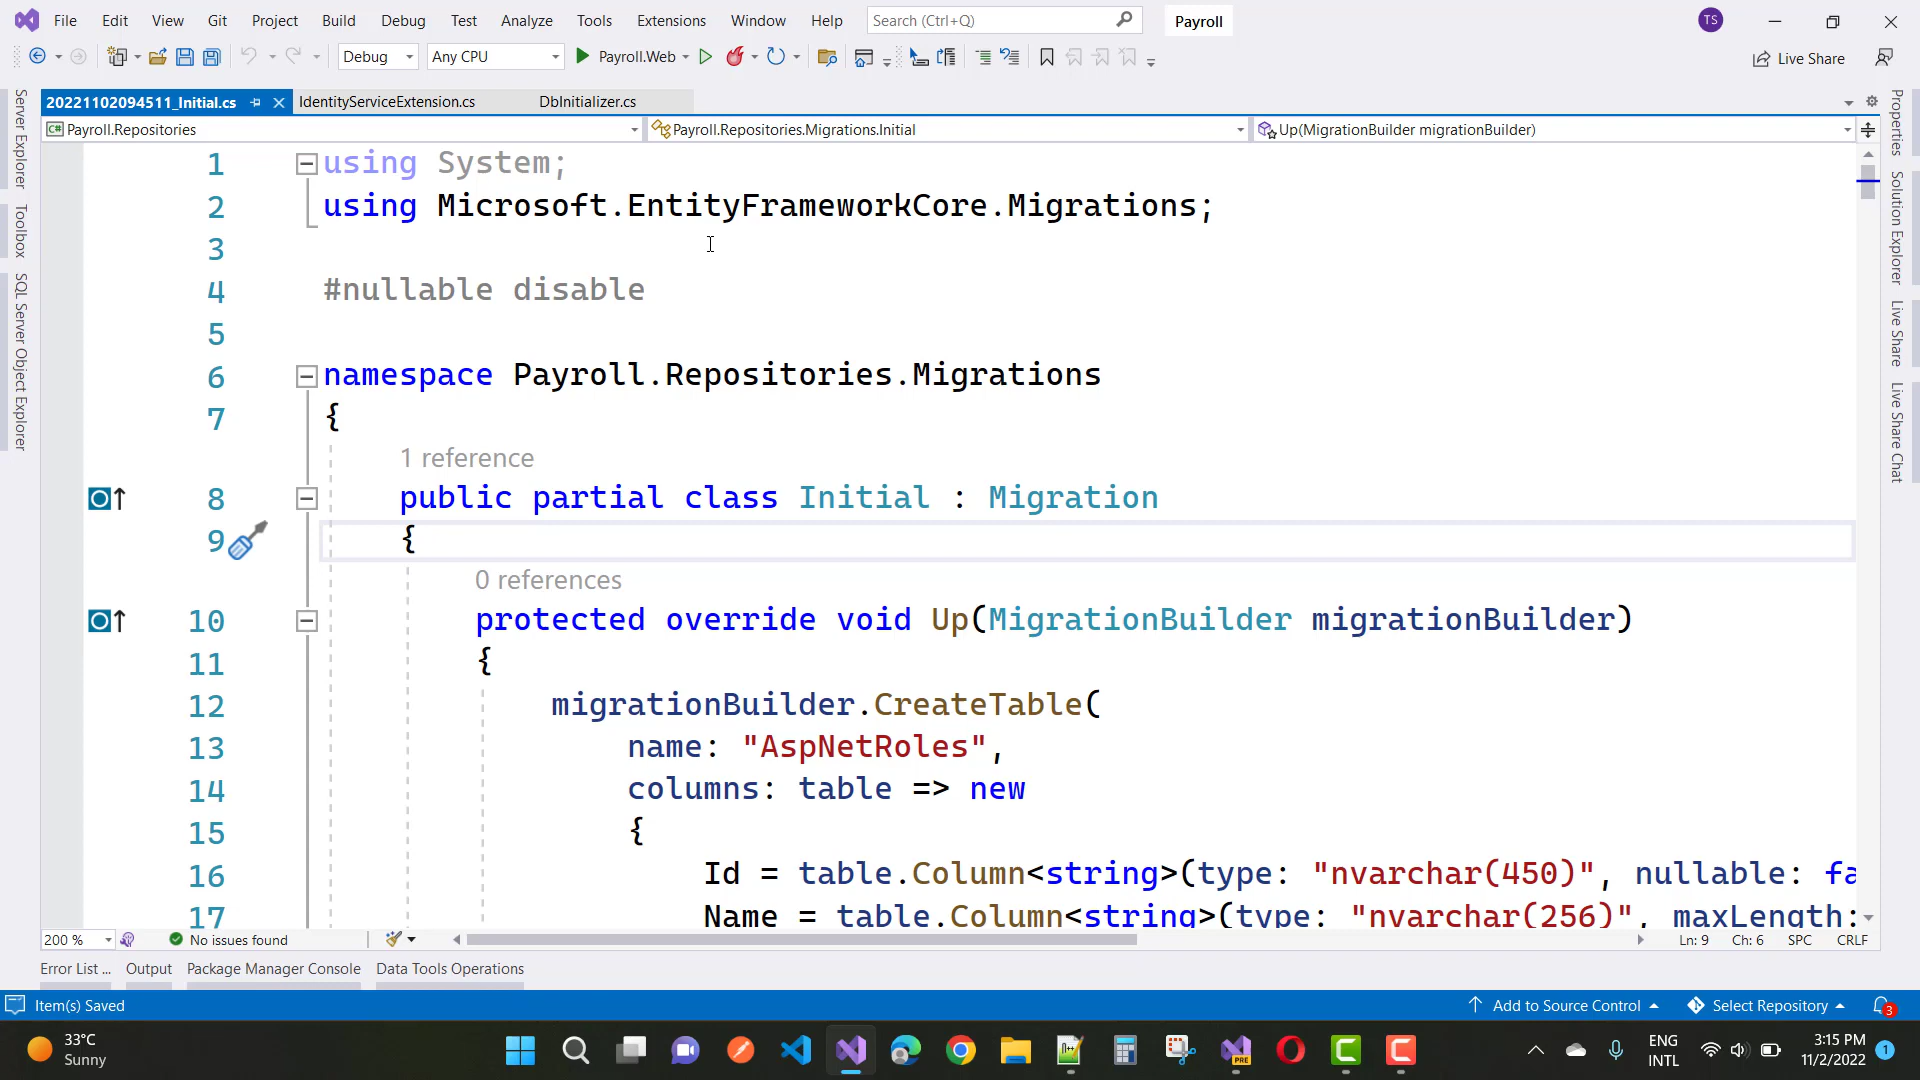 File Edit View Git Project Build Debug Test Analyze Tools Extensions Window Help Search (Ctrl+Q) Payroll TS
Debug Any CPU Payroll.Web Live Share
20221102094511_Initial.cs IdentityServiceExtension.cs DbInitializer.cs
C# Payroll.Repositories Payroll.Repositories.Migrations.Initial Up(MigrationBuilder migrationBuilder)
Server Explorer
Toolbox
SQL Server Object Explorer
Properties
Solution Explorer
Live Share
Live Share Chat
1 using System;
2 using Microsoft.EntityFrameworkCore.Migrations;
3
4 #nullable disable
5
6 namespace Payroll.Repositories.Migrations
7 {
1 reference
8 public partial class Initial : Migration
9 {
0 references
10 protected override void Up(MigrationBuilder migrationBuilder)
11 {
12 migrationBuilder.CreateTable(
13 name: "AspNetRoles",
14 columns: table => new
15 {
16 Id = table.Column<string>(type: "nvarchar(450)", nullable: fa
17 Name = table.Column<string>(type: "nvarchar(256)", maxLength:
200 % No issues found Ln: 9 Ch: 6 SPC CRLF
Error List ... Output Package Manager Console Data Tools Operations
Item(s) Saved Add to Source Control Select Repository 3
33°C
Sunny
PRE
ENG
INTL
3:15 PM
11/2/2022
1